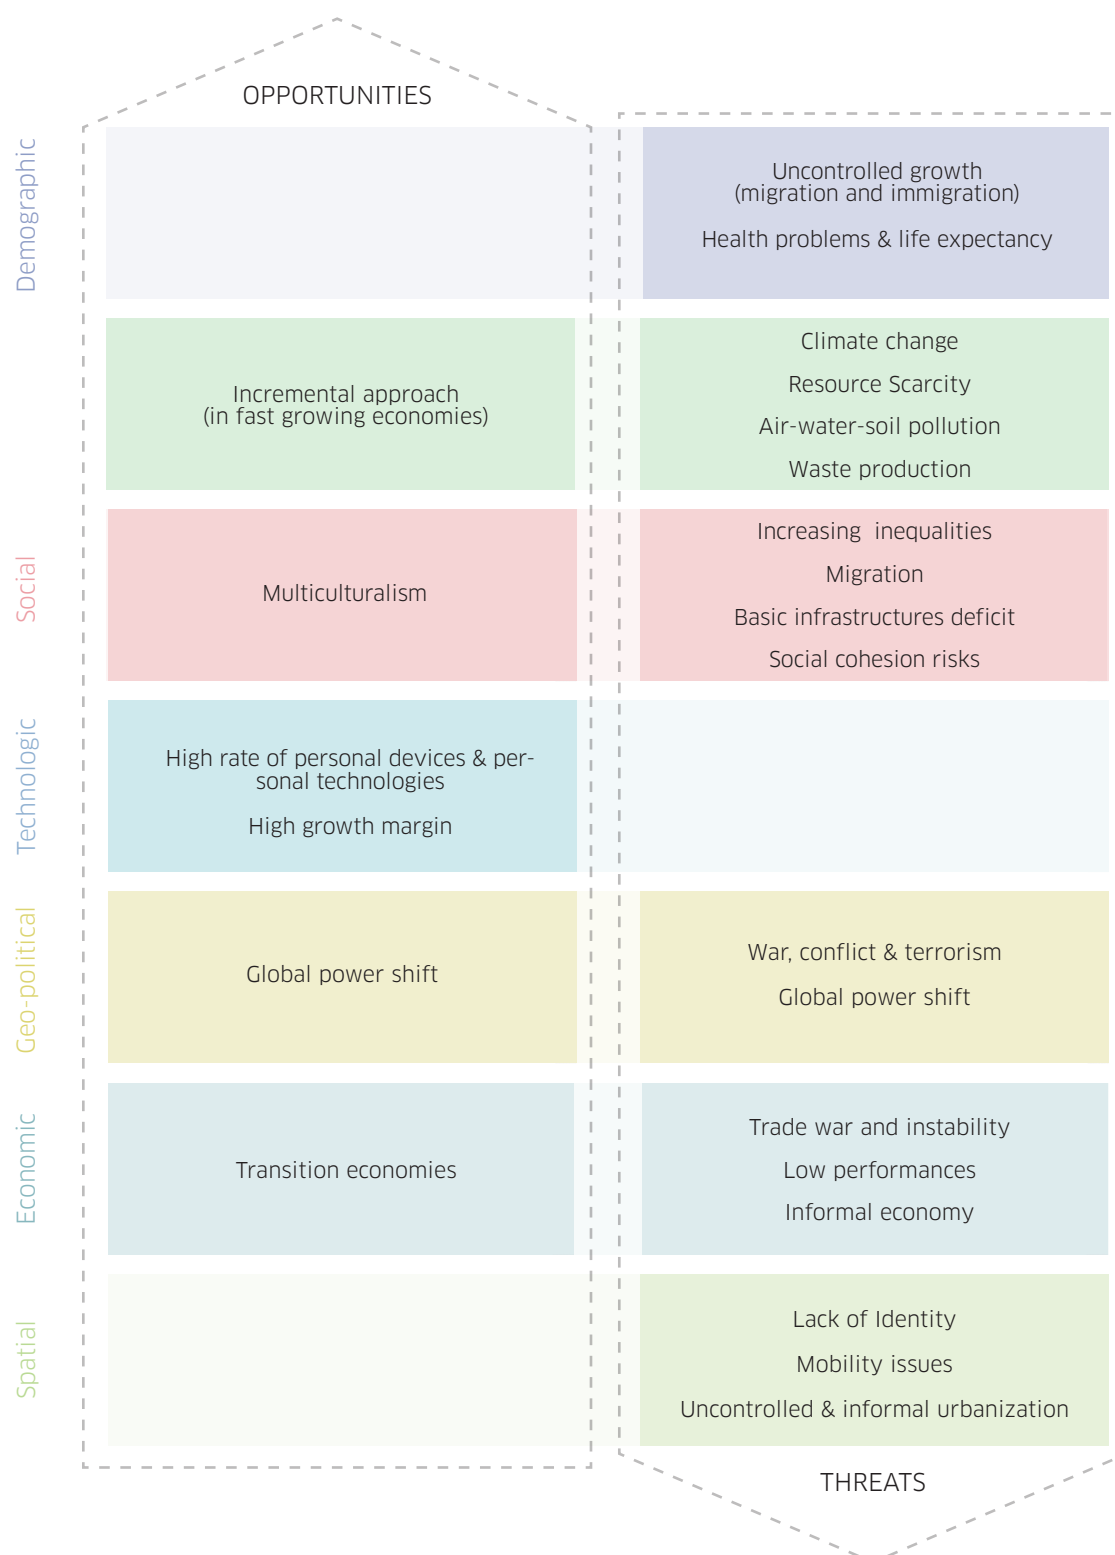 OPPORTUNITIES
Demographic
Uncontrolled growth
(migration and immigration)
Health problems & life expectancy
Incremental approach
(in fast growing economies)
Climate change
Resource Scarcity
Air-water-soil pollution
Waste production
Social
Multiculturalism
Increasing inequalities
Migration
Basic infrastructures deficit
Social cohesion risks
Technologic
High rate of personal devices & per-
sonal technologies
High growth margin
Geo-political
Global power shift
War, conflict & terrorism
Global power shift
Economic
Transition economies
Trade war and instability
Low performances
Informal economy
Spatial
Lack of Identity
Mobility issues
Uncontrolled & informal urbanization
THREATS